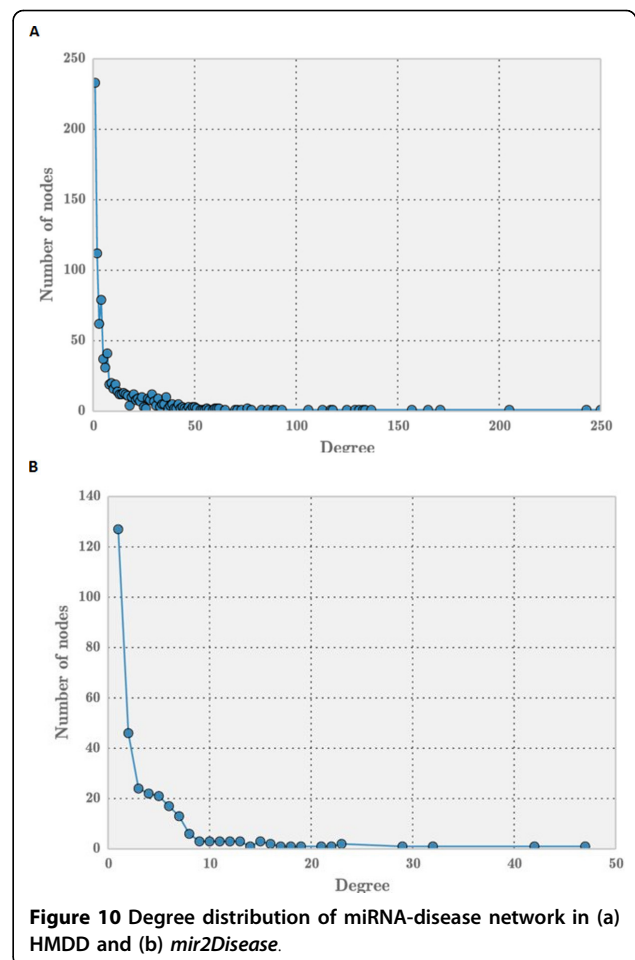 A
250
200
150
100
50
0
Number of nodes
0 50 100 150 200 250
Degree
B
140
120
100
80
60
40
20
0
Number of nodes
0 10 20 30 40 50
Degree
Figure 10 Degree distribution of miRNA-disease network in (a)
HMDD and (b) mir2Disease.